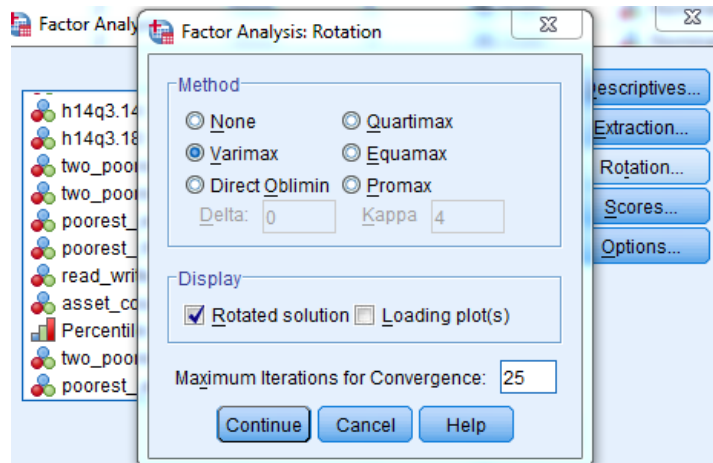 Factor Analy
Factor Analysis: Rotation
Method
None
Quartimax
Varimax
Equamax
Direct Oblimin
Promax
Delta: 0
Kappa 4
Display
Rotated solution
Loading plot(s)
Maximum Iterations for Convergence: 25
Continue
Cancel
Help
h14q3.14
h14q3.18
two_poor
two_poor
poorest_
poorest_
read_writ
asset_co
Percentil
two_poor
poorest_
escriptives...
Extraction...
Rotation...
Scores...
Options...